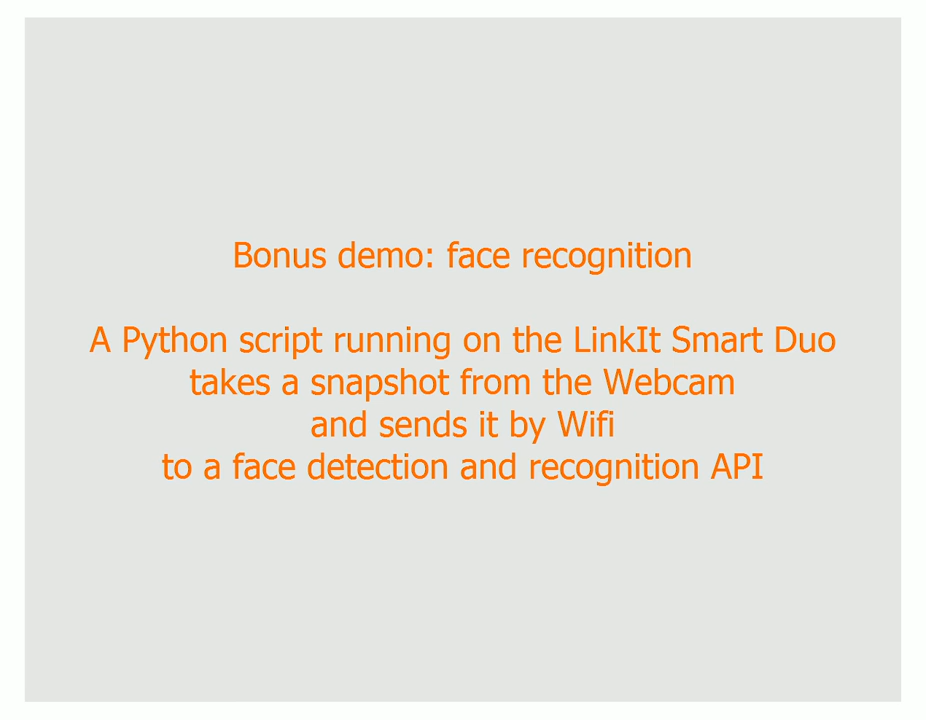 Bonus demo: face recognition
A Python script running on the LinkIt Smart Duo
takes a snapshot from the Webcam
and sends it by Wifi
to a face detection and recognition API